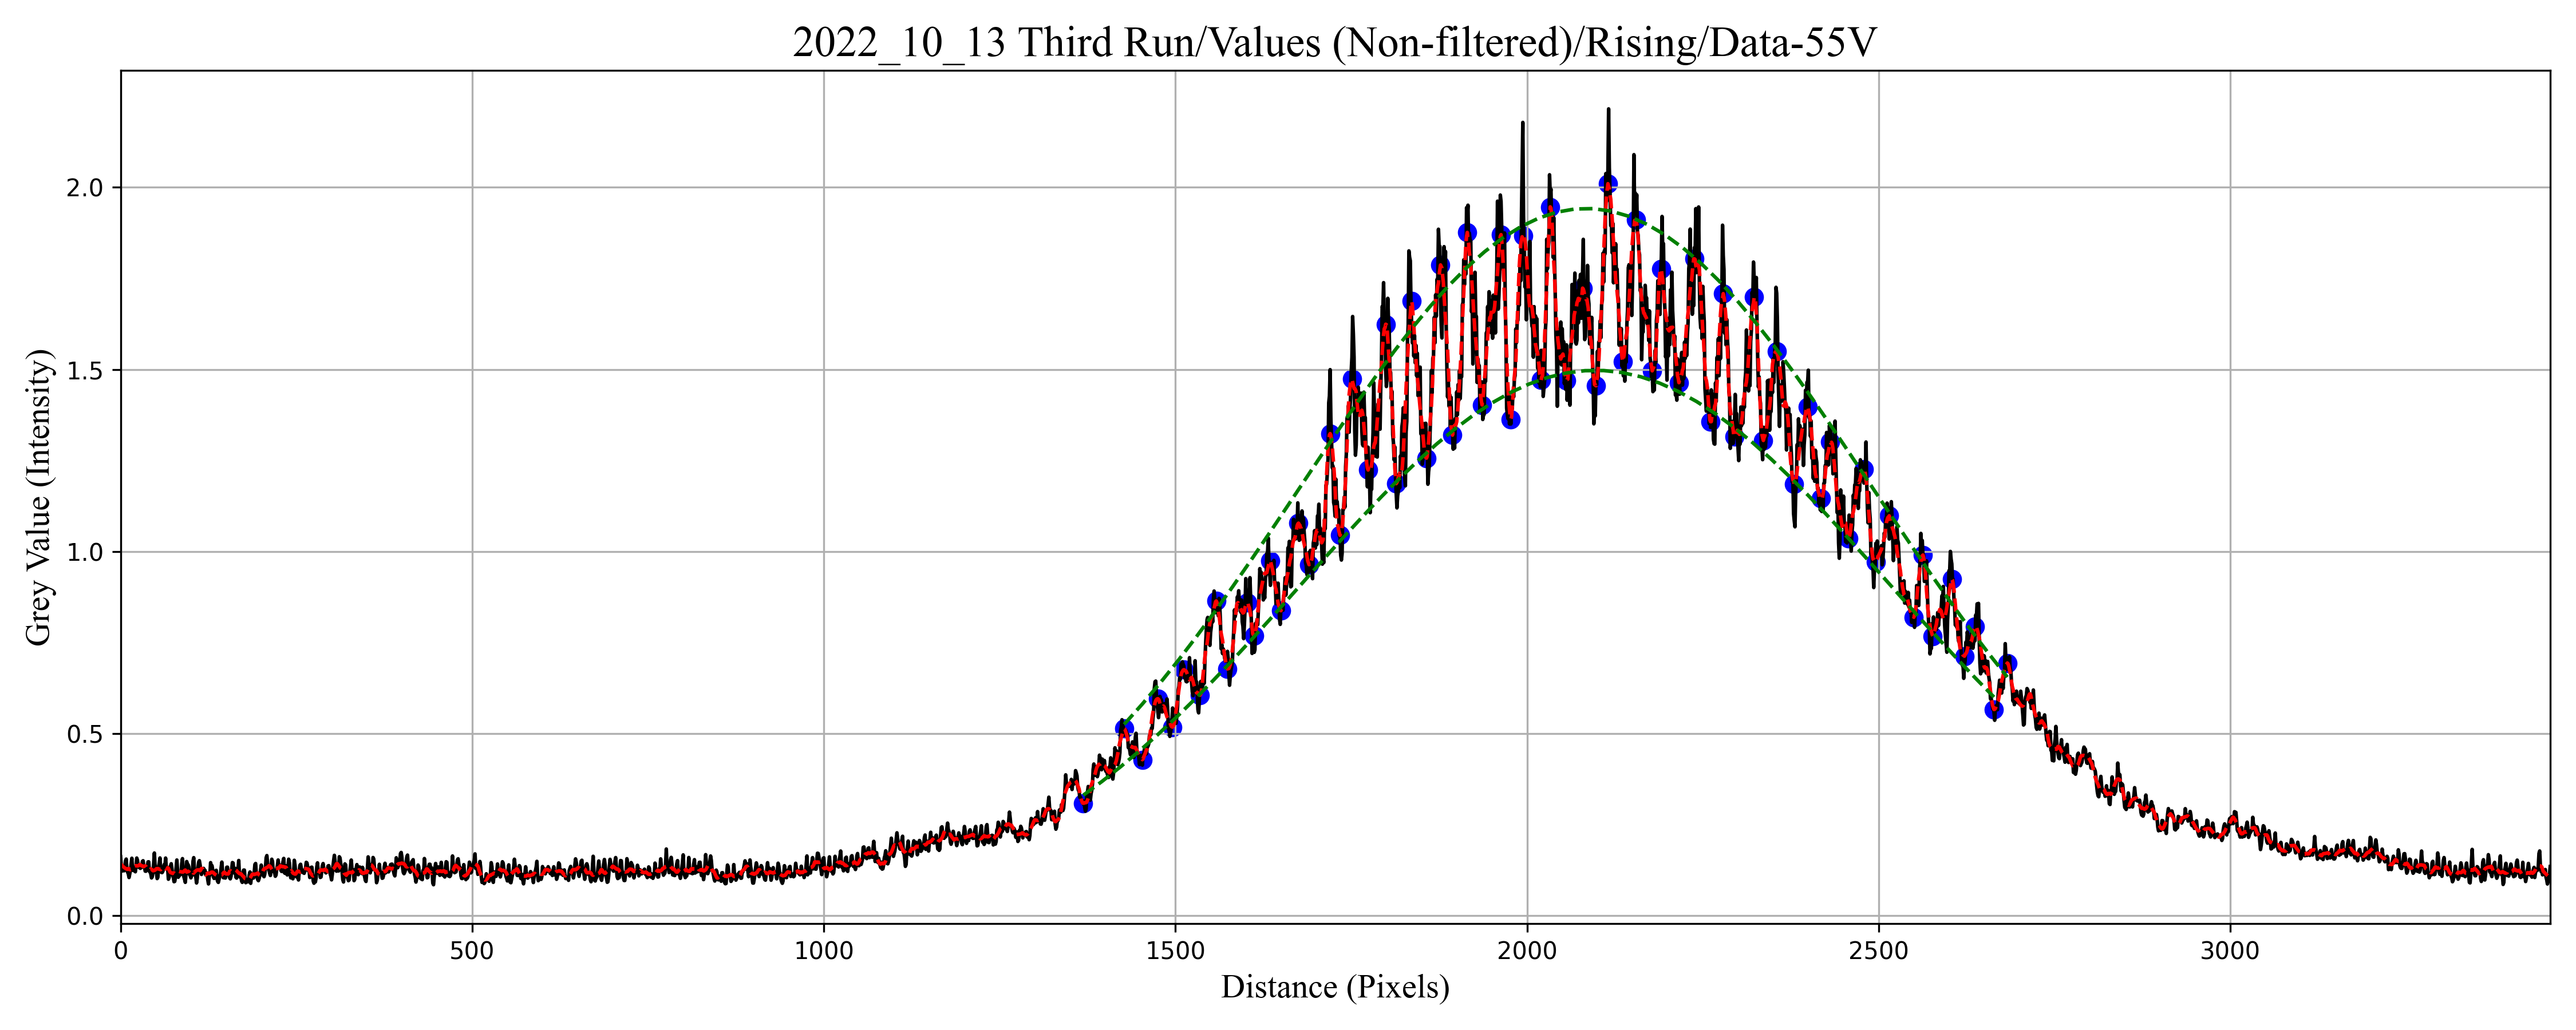 2022_10_13 Third Run/Values (Non-filtered)/Rising/Data-55V
Grey Value (Intensity)
2.0
1.5
1.0
0.5
0.0
0 500 1000 1500 2000 2500 3000
Distance (Pixels)